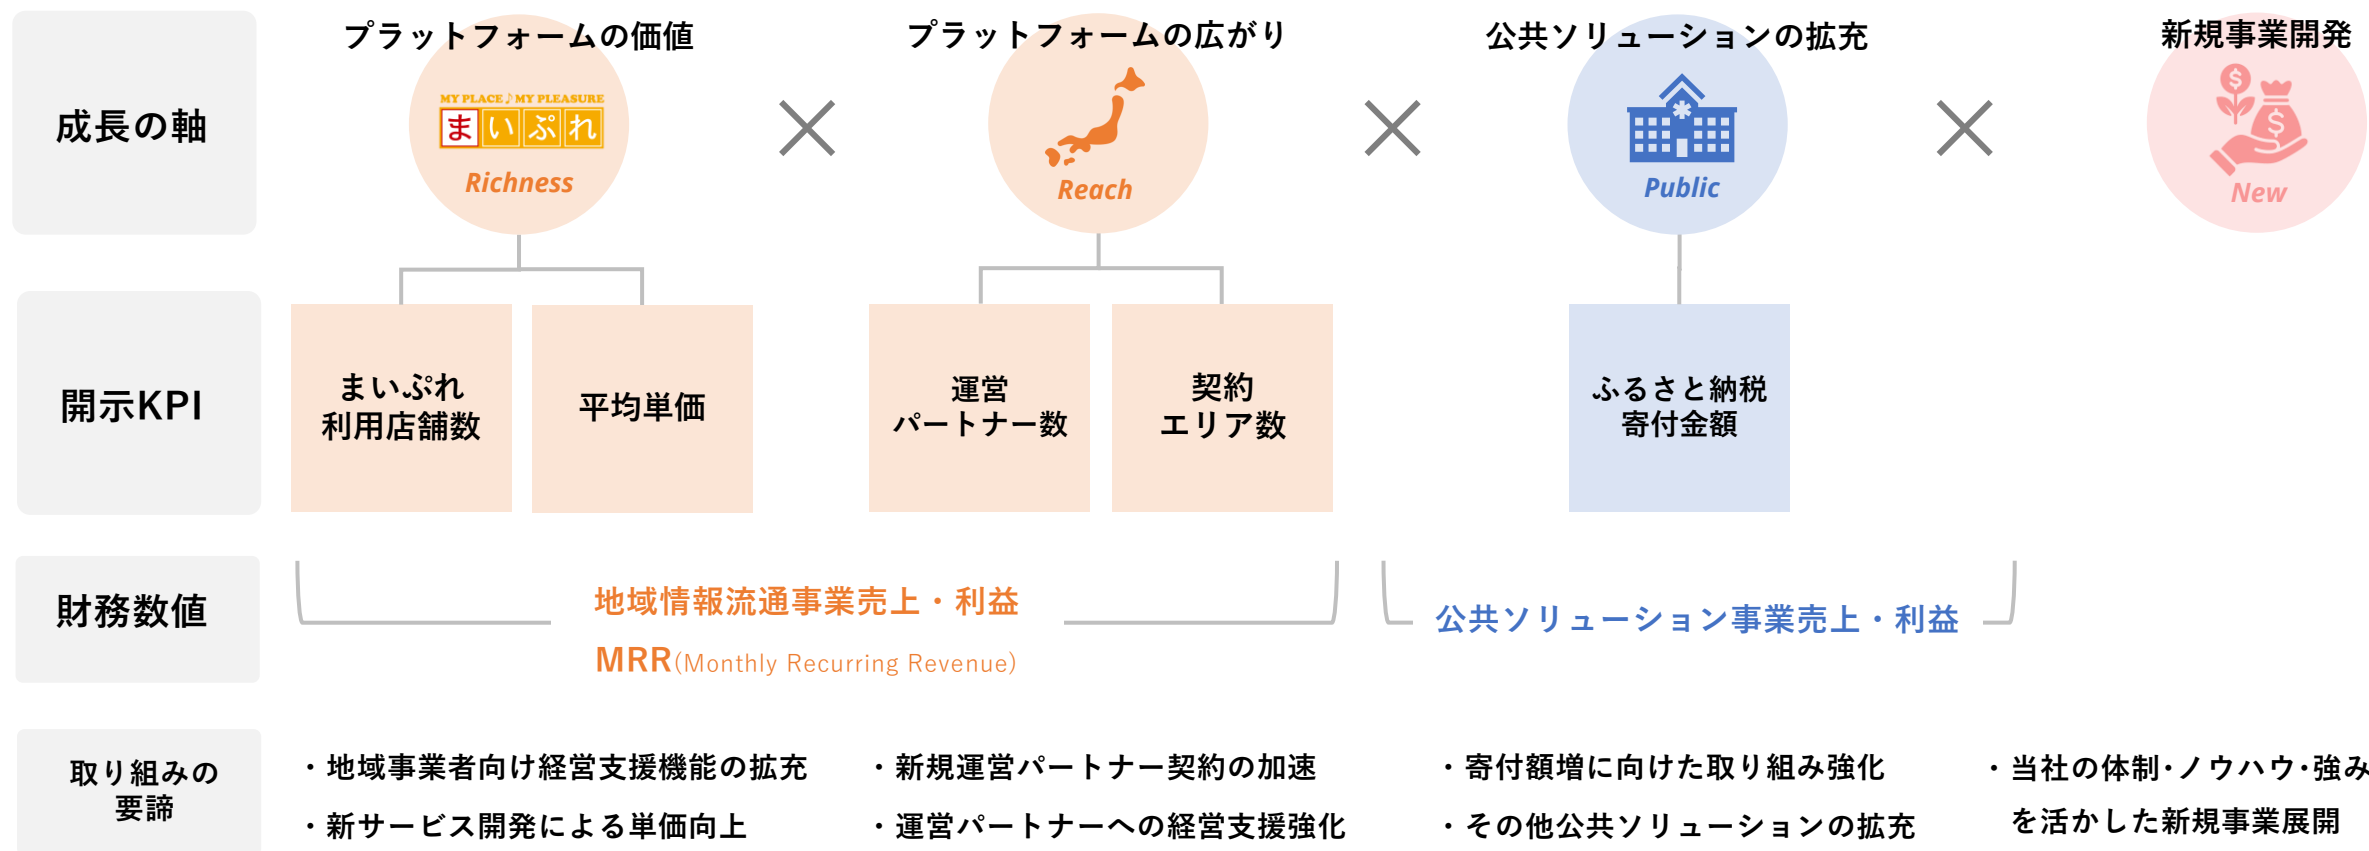 成長の軸
プラットフォームの価値
MY PLACE♪MY PLEASURE
まいぷれ
Richness
プラットフォームの広がり
Reach
公共ソリューションの拡充
Public
新規事業開発
New
開示KPI
まいぷれ
利用店舗数
平均単価
運営
パートナー数
契約
エリア数
ふるさと納税
寄付金額
財務数値
地域情報流通事業売上・利益
MRR(Monthly Recurring Revenue)
公共ソリューション事業売上・利益
取り組みの
要諦
・地域事業者向け経営支援機能の拡充
・新サービス開発による単価向上
・新規運営パートナー契約の加速
・運営パートナーへの経営支援強化
・寄付額増に向けた取り組み強化
・その他公共ソリューションの拡充
・当社の体制・ノウハウ・強み
を活かした新規事業展開